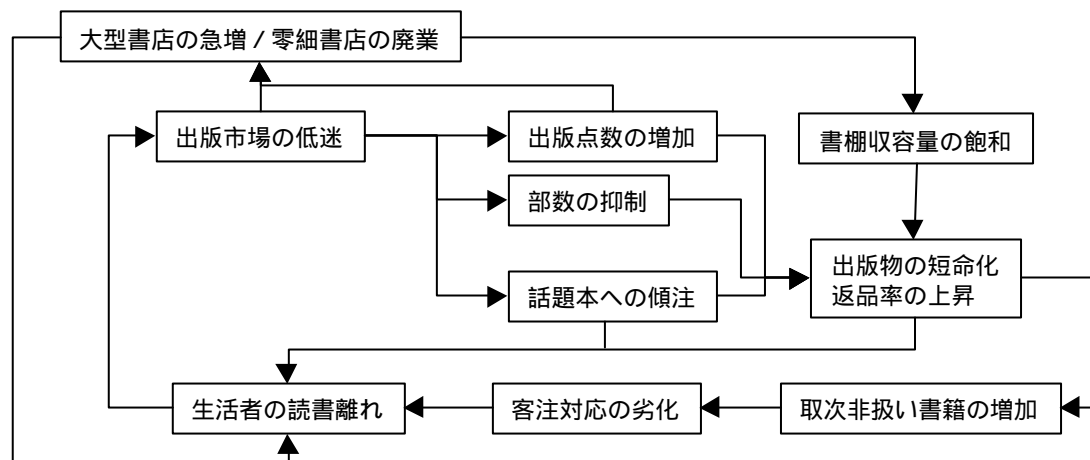 大型書店の急増 / 零細書店の廃業
出版市場の低迷
出版点数の増加
書棚収容量の飽和
部数の抑制
出版物の短命化
返品率の上昇
話題本への傾注
生活者の読書離れ
客注対応の劣化
取次非扱い書籍の増加